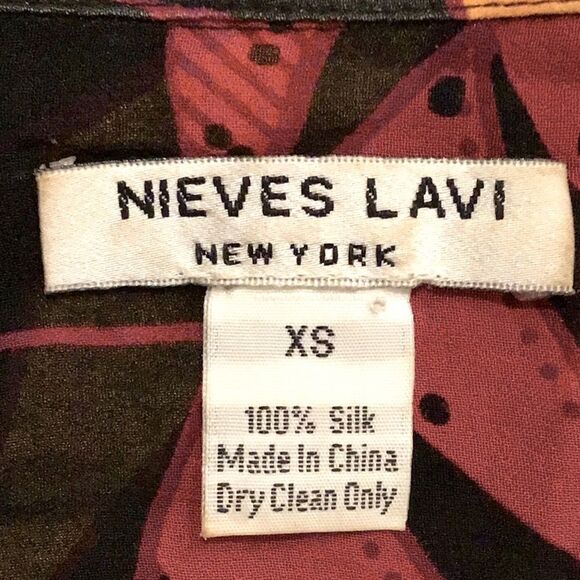 NIEVES LAVI
NEW YORK
XS
100% Silk
Made In China
Dry Clean Only